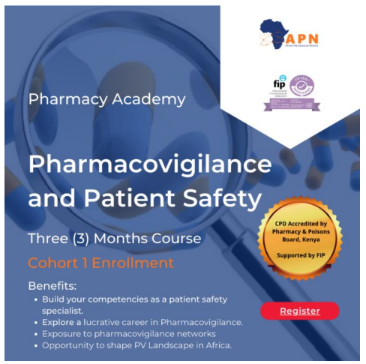 APN
fip
Pharmacy Academy
Pharmacovigilance
and Patient Safety
CPD Accredited by
Pharmacy & Poisons
Board, Kenya
Supported by FIP
Three (3) Months Course
Cohort 1 Enrollment
Benefits:
Build your competencies as a patient safety
specialist.
Explore a lucrative career in Pharmacovigilance.
Exposure to pharmacovigilance networks
Opportunity to shape PV Landscape in Africa.
Register